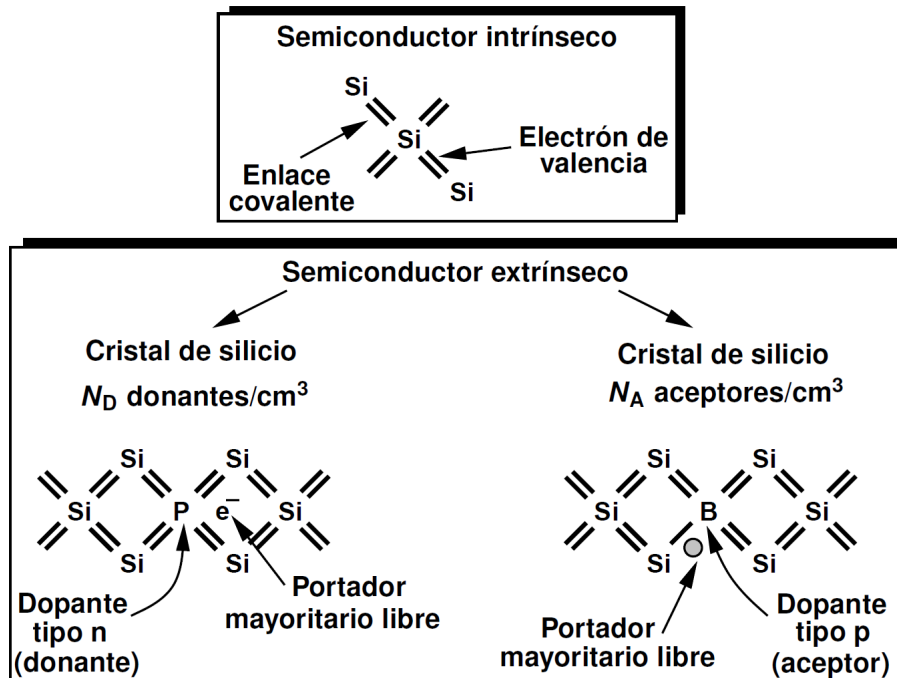 Semiconductor intrínseco
Si
Si
Electrón de
valencia
Enlace
covalente
Si
Semiconductor extrínseco
Cristal de silicio
N_D donantes/cm³
Cristal de silicio
N_A aceptores/cm³
Si Si
Si P e⁻ Si
Si Si
Dopante
tipo n
(donante)
Portador
mayoritario libre
Si Si
Si B Si
Si Si
Portador
mayoritario libre
Dopante
tipo p
(aceptor)